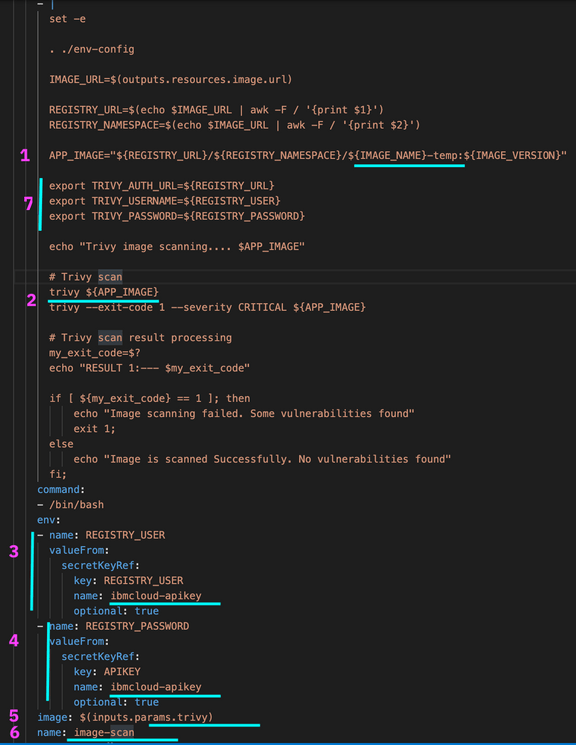 - |
set -e
. ./env-config
IMAGE_URL=$(outputs.resources.image.url)
REGISTRY_URL=$(echo $IMAGE_URL | awk -F / '{print $1}')
REGISTRY_NAMESPACE=$(echo $IMAGE_URL | awk -F / '{print $2}')
1 APP_IMAGE="${REGISTRY_URL}/${REGISTRY_NAMESPACE}/${IMAGE_NAME}-temp:${IMAGE_VERSION}"
export TRIVY_AUTH_URL=${REGISTRY_URL}
7 export TRIVY_USERNAME=${REGISTRY_USER}
export TRIVY_PASSWORD=${REGISTRY_PASSWORD}
echo "Trivy image scanning.... $APP_IMAGE"
# Trivy scan
2 trivy ${APP_IMAGE}
trivy --exit-code 1 --severity CRITICAL ${APP_IMAGE}
# Trivy scan result processing
my_exit_code=$?
echo "RESULT 1:--- $my_exit_code"
if [ ${my_exit_code} == 1 ]; then
echo "Image scanning failed. Some vulnerabilities found"
exit 1;
else
echo "Image is scanned Successfully. No vulnerabilities found"
fi;
command:
- /bin/bash
env:
- name: REGISTRY_USER
3 valueFrom:
secretKeyRef:
key: REGISTRY_USER
name: ibmcloud-apikey
optional: true
- name: REGISTRY_PASSWORD
4 valueFrom:
secretKeyRef:
key: APIKEY
name: ibmcloud-apikey
optional: true
5 image: $(inputs.params.trivy)
6 name: image-scan